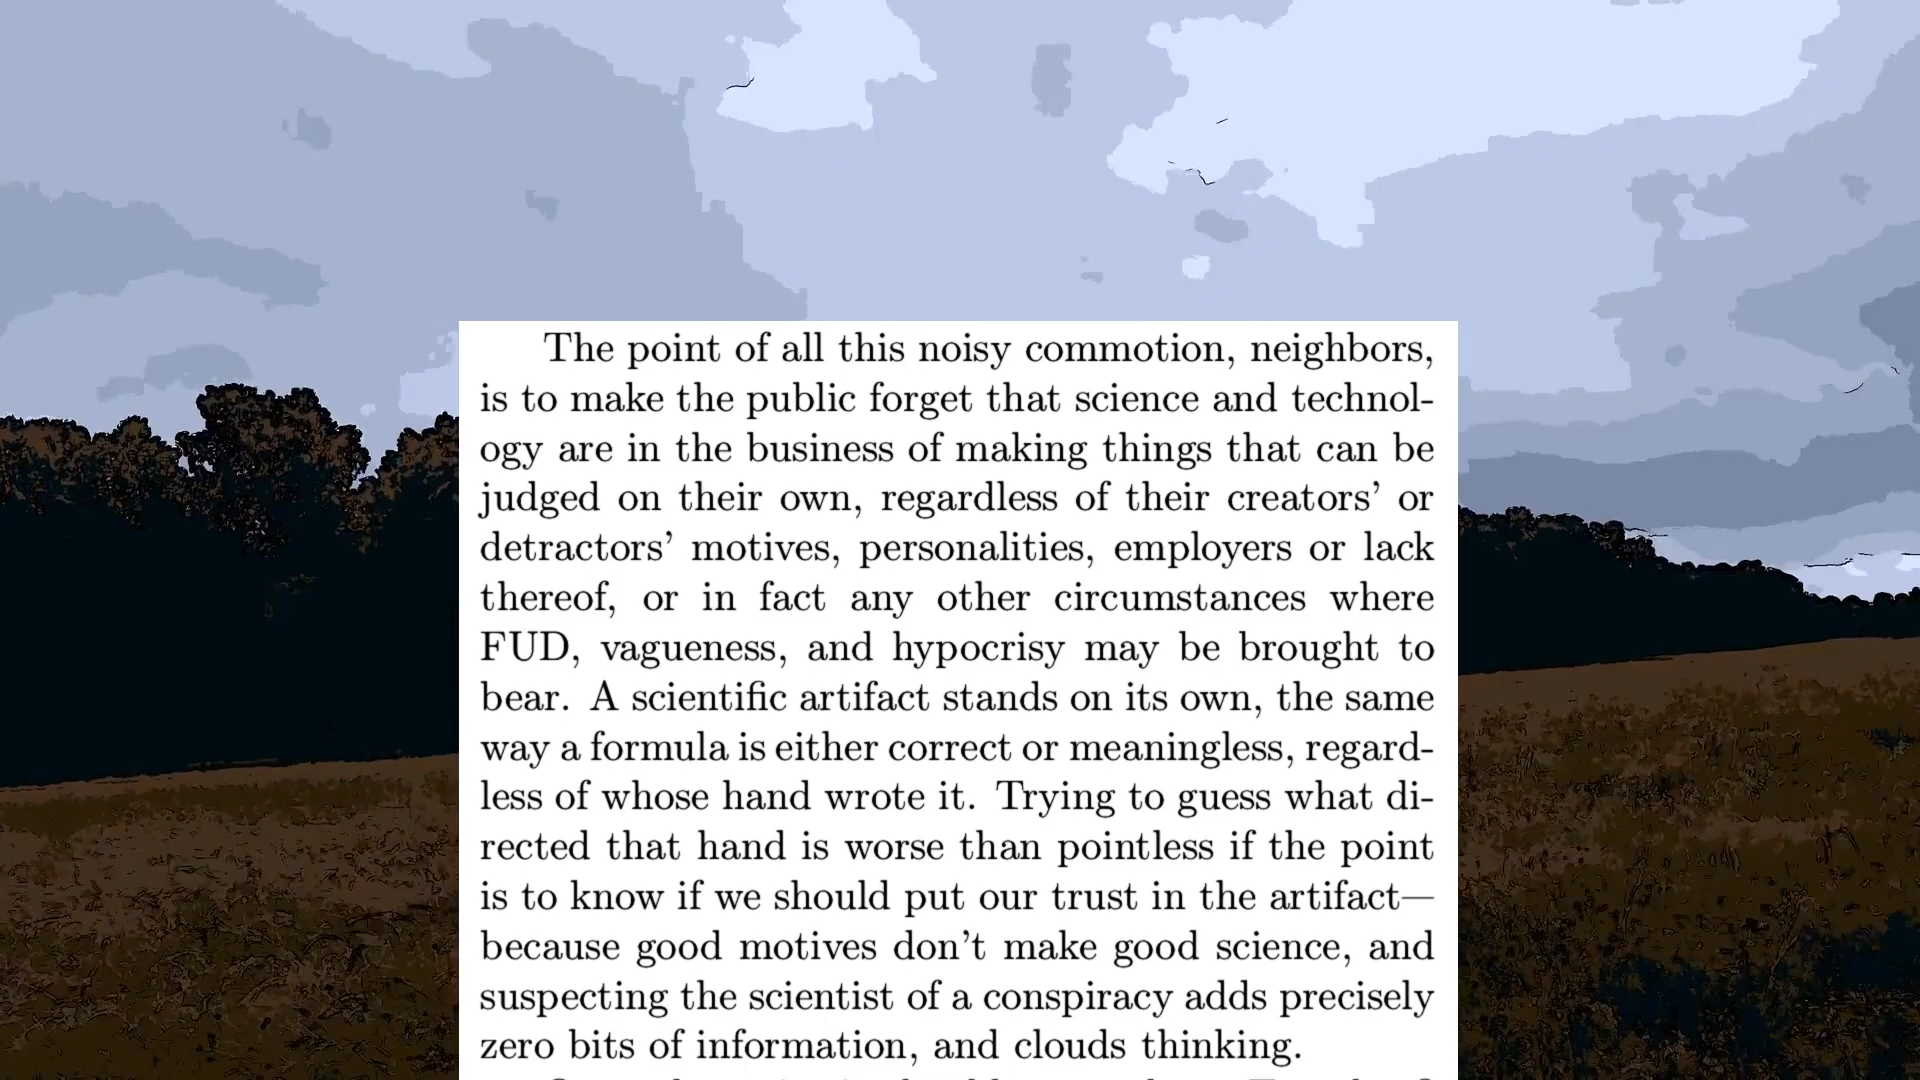 The point of all this noisy commotion, neighbors,
is to make the public forget that science and technol-
ogy are in the business of making things that can be
judged on their own, regardless of their creators' or
detractors' motives, personalities, employers or lack
thereof, or in fact any other circumstances where
FUD, vagueness, and hypocrisy may be brought to
bear. A scientific artifact stands on its own, the same
way a formula is either correct or meaningless, regard-
less of whose hand wrote it. Trying to guess what di-
rected that hand is worse than pointless if the point
is to know if we should put our trust in the artifact—
because good motives don't make good science, and
suspecting the scientist of a conspiracy adds precisely
zero bits of information, and clouds thinking.